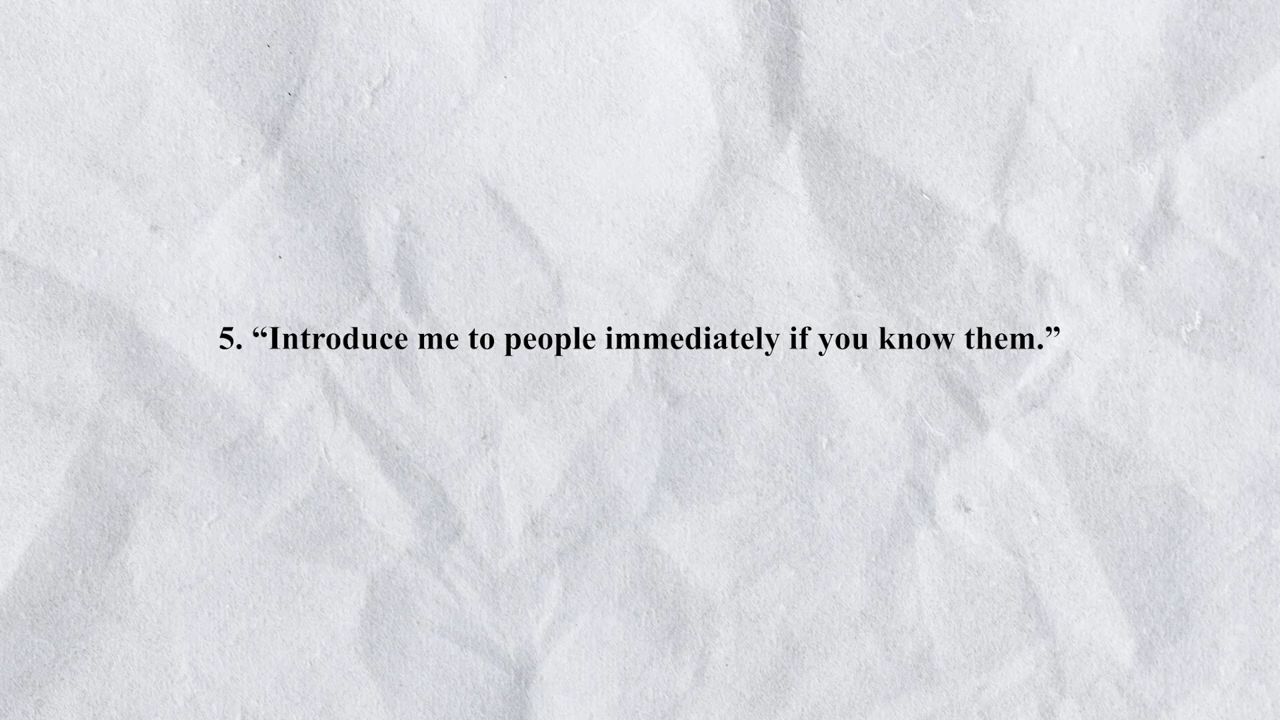 5. “Introduce me to people immediately if you know them.”